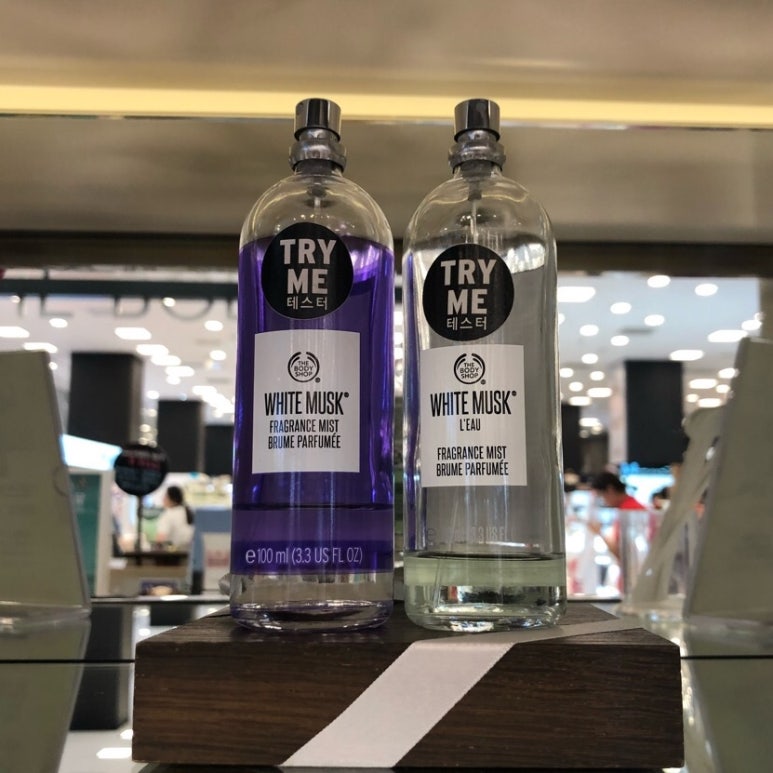 TRY
ME
테스터
THE
BODY
SHOP
WHITE MUSK®
FRAGRANCE MIST
BRUME PARFUMÉE
℮100 ml (3.3 US FL OZ)
TRY
ME
테스터
THE
BODY
SHOP
WHITE MUSK®
L'EAU
FRAGRANCE MIST
BRUME PARFUMÉE